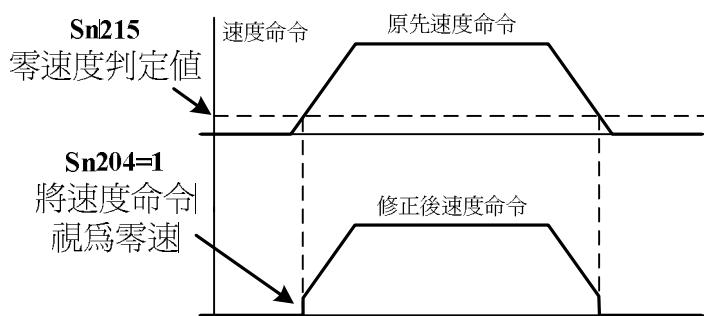 Sn215
零速度判定值
速度命令
原先速度命令
Sn204=1
將速度命令
視爲零速
修正後速度命令